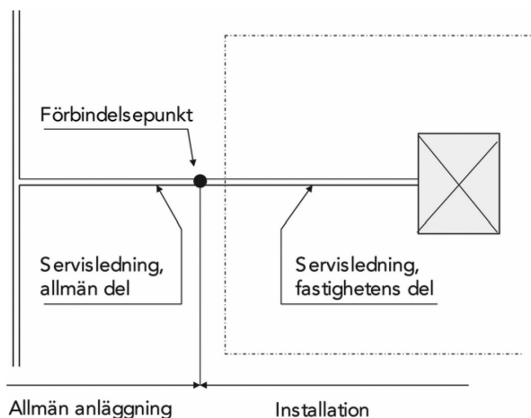 Förbindelsepunkt
Servisledning,
allmän del
Servisledning,
fastighetens del
Allmän anläggning
Installation